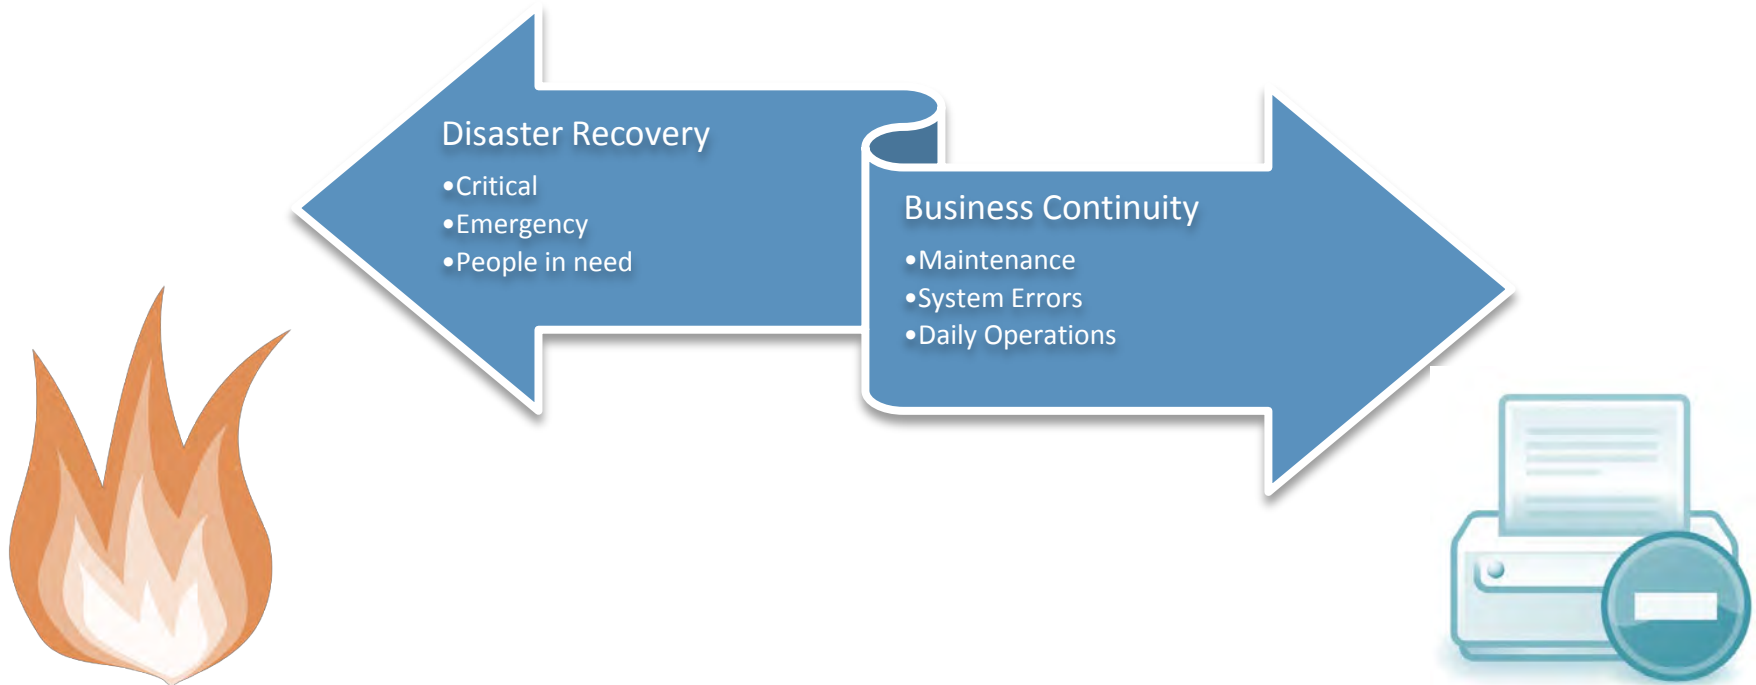 Disaster Recovery
•Critical
•Emergency
•People in need
Business Continuity
•Maintenance
•System Errors
•Daily Operations